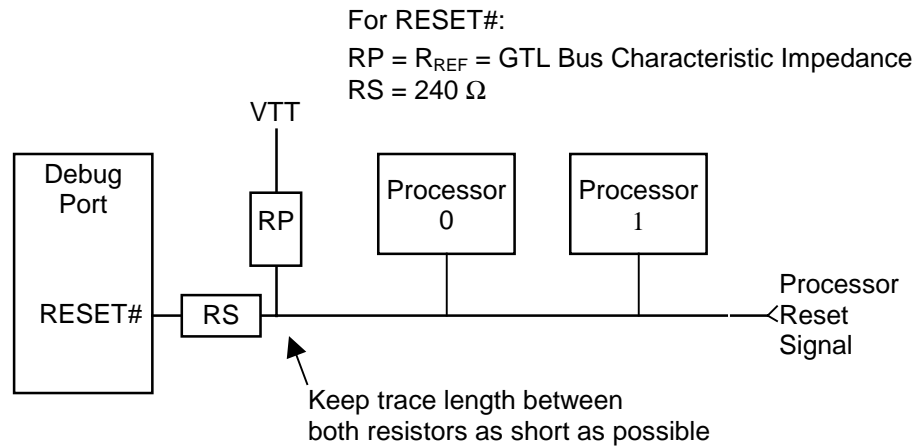 For RESET#:
RP = RREF = GTL Bus Characteristic Impedance
RS = 240 Ω
VTT
Debug
Port
RP
Processor
0
Processor
1
RESET#
RS
Processor
Reset
Signal
Keep trace length between
both resistors as short as possible